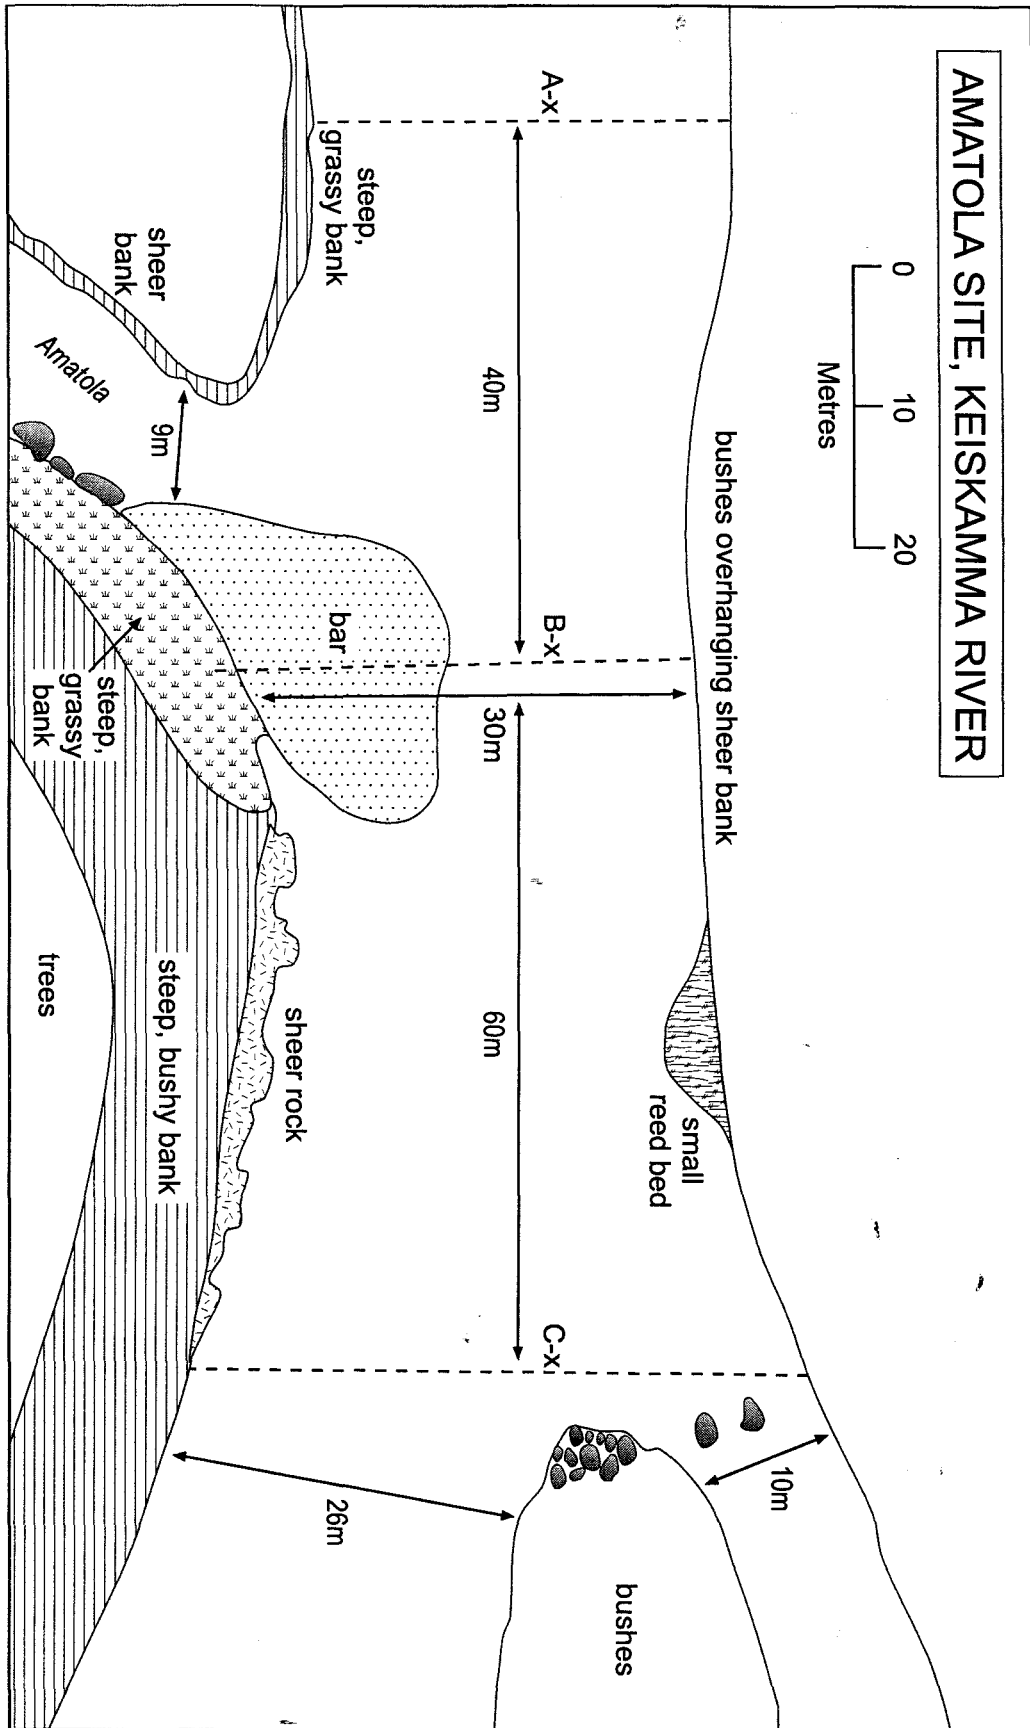 AMATOLA SITE, KEISKAMMA RIVER
0 10 20
Metres
bushes overhanging sheer bank
small
reed bed
A-x
B-x
C-x
40m
30m
60m
10m
26m
9m
steep,
grassy bank
sheer
bank
Amatola
bar
steep,
grassy
bank
sheer rock
steep, bushy bank
trees
bushes